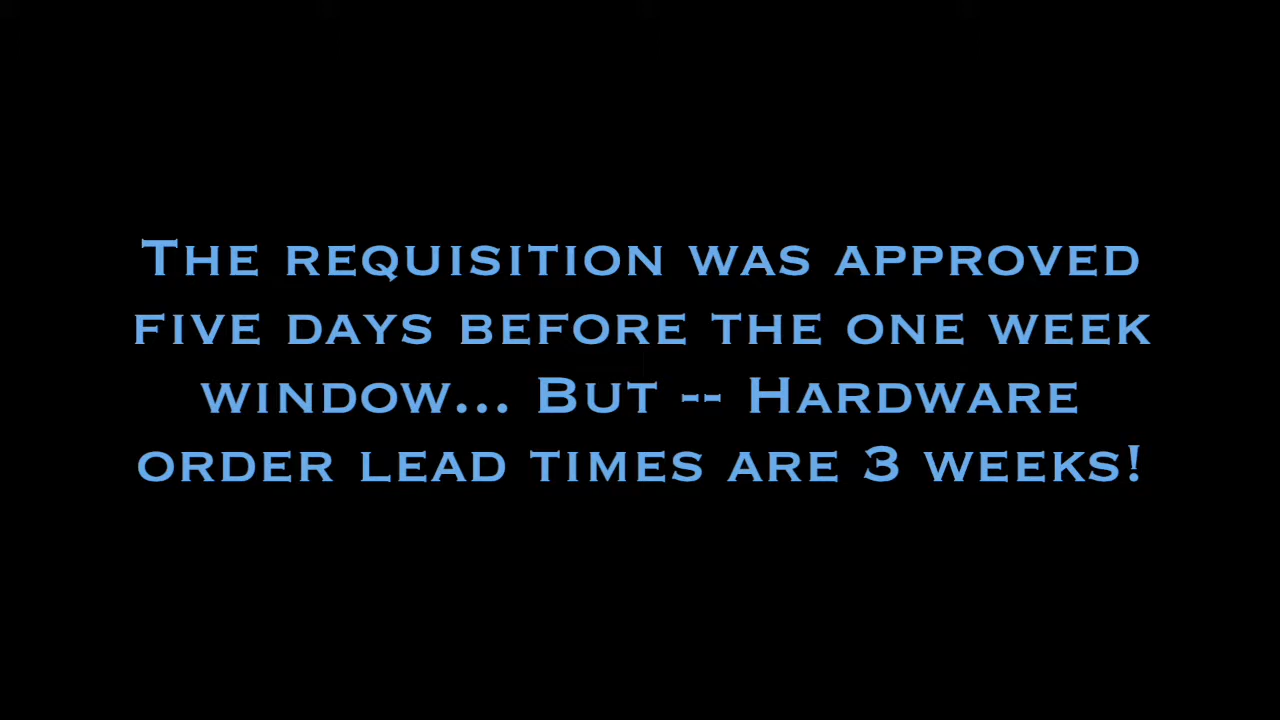 The requisition was approved
five days before the one week
window... But -- Hardware
order lead times are 3 weeks!